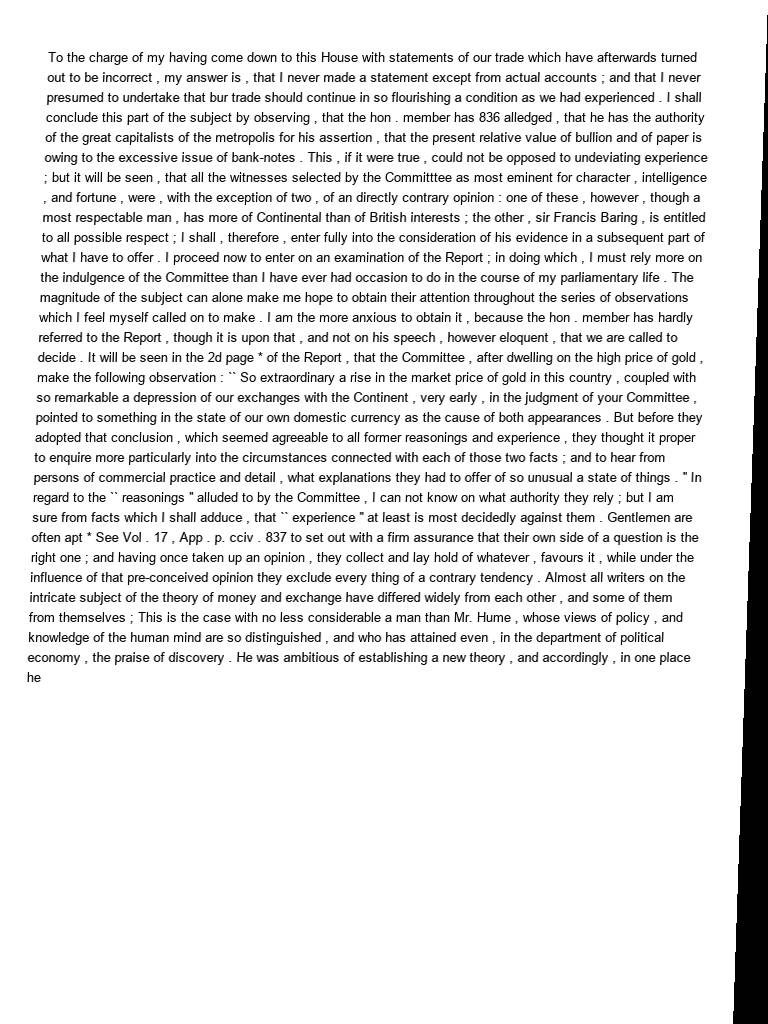 To the charge of my having come down to this House with statements of our trade which have afterwards turned
out to be incorrect , my answer is , that I never made a statement except from actual accounts ; and that I never
presumed to undertake that bur trade should continue in so flourishing a condition as we had experienced . I shall
conclude this part of the subject by observing , that the hon . member has 836 alledged , that he has the authority
of the great capitalists of the metropolis for his assertion , that the present relative value of bullion and of paper is
owing to the excessive issue of bank-notes . This , if it were true , could not be opposed to undeviating experience
; but it will be seen , that all the witnesses selected by the Committtee as most eminent for character , intelligence
, and fortune , were , with the exception of two , of an directly contrary opinion : one of these , however , though a
most respectable man , has more of Continental than of British interests ; the other , sir Francis Baring , is entitled
to all possible respect ; I shall , therefore , enter fully into the consideration of his evidence in a subsequent part of
what I have to offer . I proceed now to enter on an examination of the Report ; in doing which , I must rely more on
the indulgence of the Committee than I have ever had occasion to do in the course of my parliamentary life . The
magnitude of the subject can alone make me hope to obtain their attention throughout the series of observations
which I feel myself called on to make . I am the more anxious to obtain it , because the hon . member has hardly
referred to the Report , though it is upon that , and not on his speech , however eloquent , that we are called to
decide . It will be seen in the 2d page * of the Report , that the Committee , after dwelling on the high price of gold ,
make the following observation : `` So extraordinary a rise in the market price of gold in this country , coupled with
so remarkable a depression of our exchanges with the Continent , very early , in the judgment of your Committee ,
pointed to something in the state of our own domestic currency as the cause of both appearances . But before they
adopted that conclusion , which seemed agreeable to all former reasonings and experience , they thought it proper
to enquire more particularly into the circumstances connected with each of those two facts ; and to hear from
persons of commercial practice and detail , what explanations they had to offer of so unusual a state of things . '' In
regard to the `` reasonings '' alluded to by the Committee , I can not know on what authority they rely ; but I am
sure from facts which I shall adduce , that `` experience '' at least is most decidedly against them . Gentlemen are
often apt * See Vol . 17 , App . p. cciv . 837 to set out with a firm assurance that their own side of a question is the
right one ; and having once taken up an opinion , they collect and lay hold of whatever , favours it , while under the
influence of that pre-conceived opinion they exclude every thing of a contrary tendency . Almost all writers on the
intricate subject of the theory of money and exchange have differed widely from each other , and some of them
from themselves ; This is the case with no less considerable a man than Mr. Hume , whose views of policy , and
knowledge of the human mind are so distinguished , and who has attained even , in the department of political
economy , the praise of discovery . He was ambitious of establishing a new theory , and accordingly , in one place
he